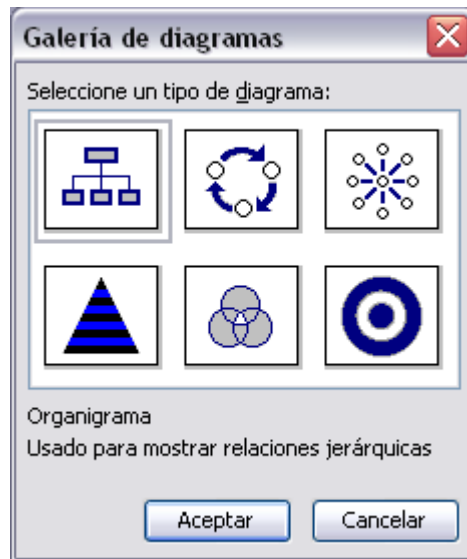 Galería de diagramas
Seleccione un tipo de diagrama:
Organigrama
Usado para mostrar relaciones jerárquicas
Aceptar
Cancelar